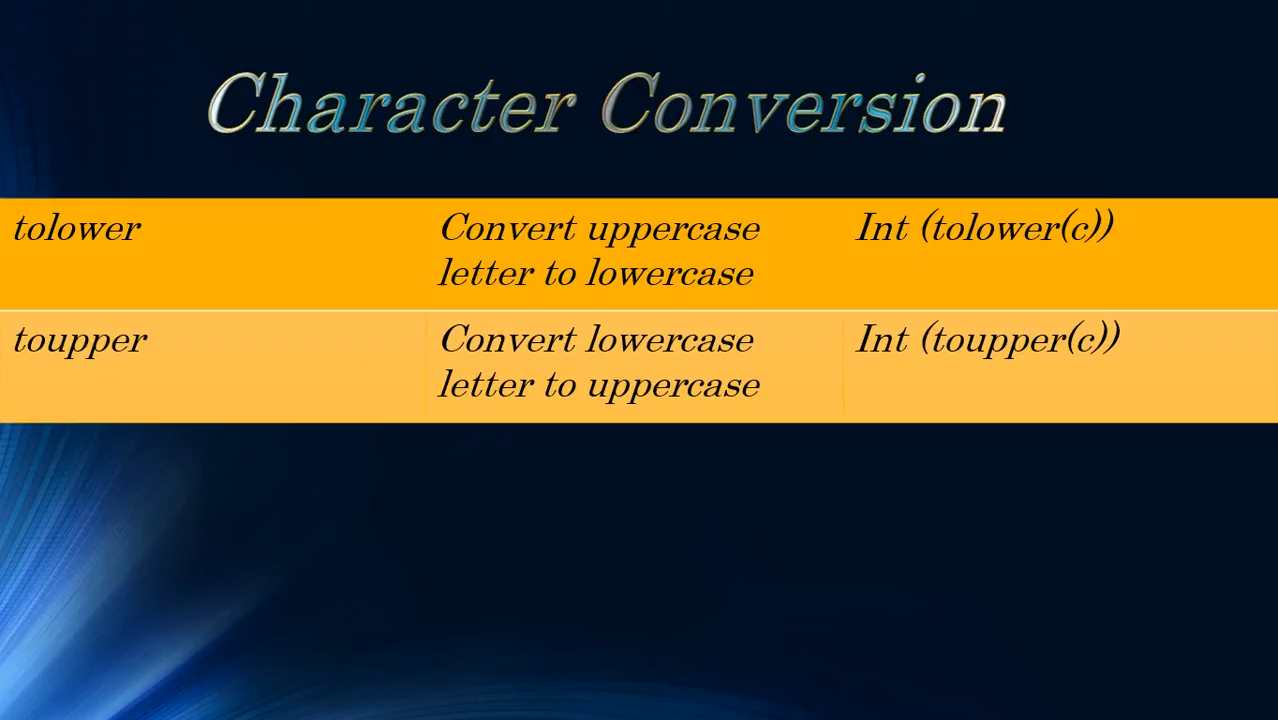 Character Conversion
tolower
Convert uppercase
letter to lowercase
Int (tolower(c))
toupper
Convert lowercase
letter to uppercase
Int (toupper(c))